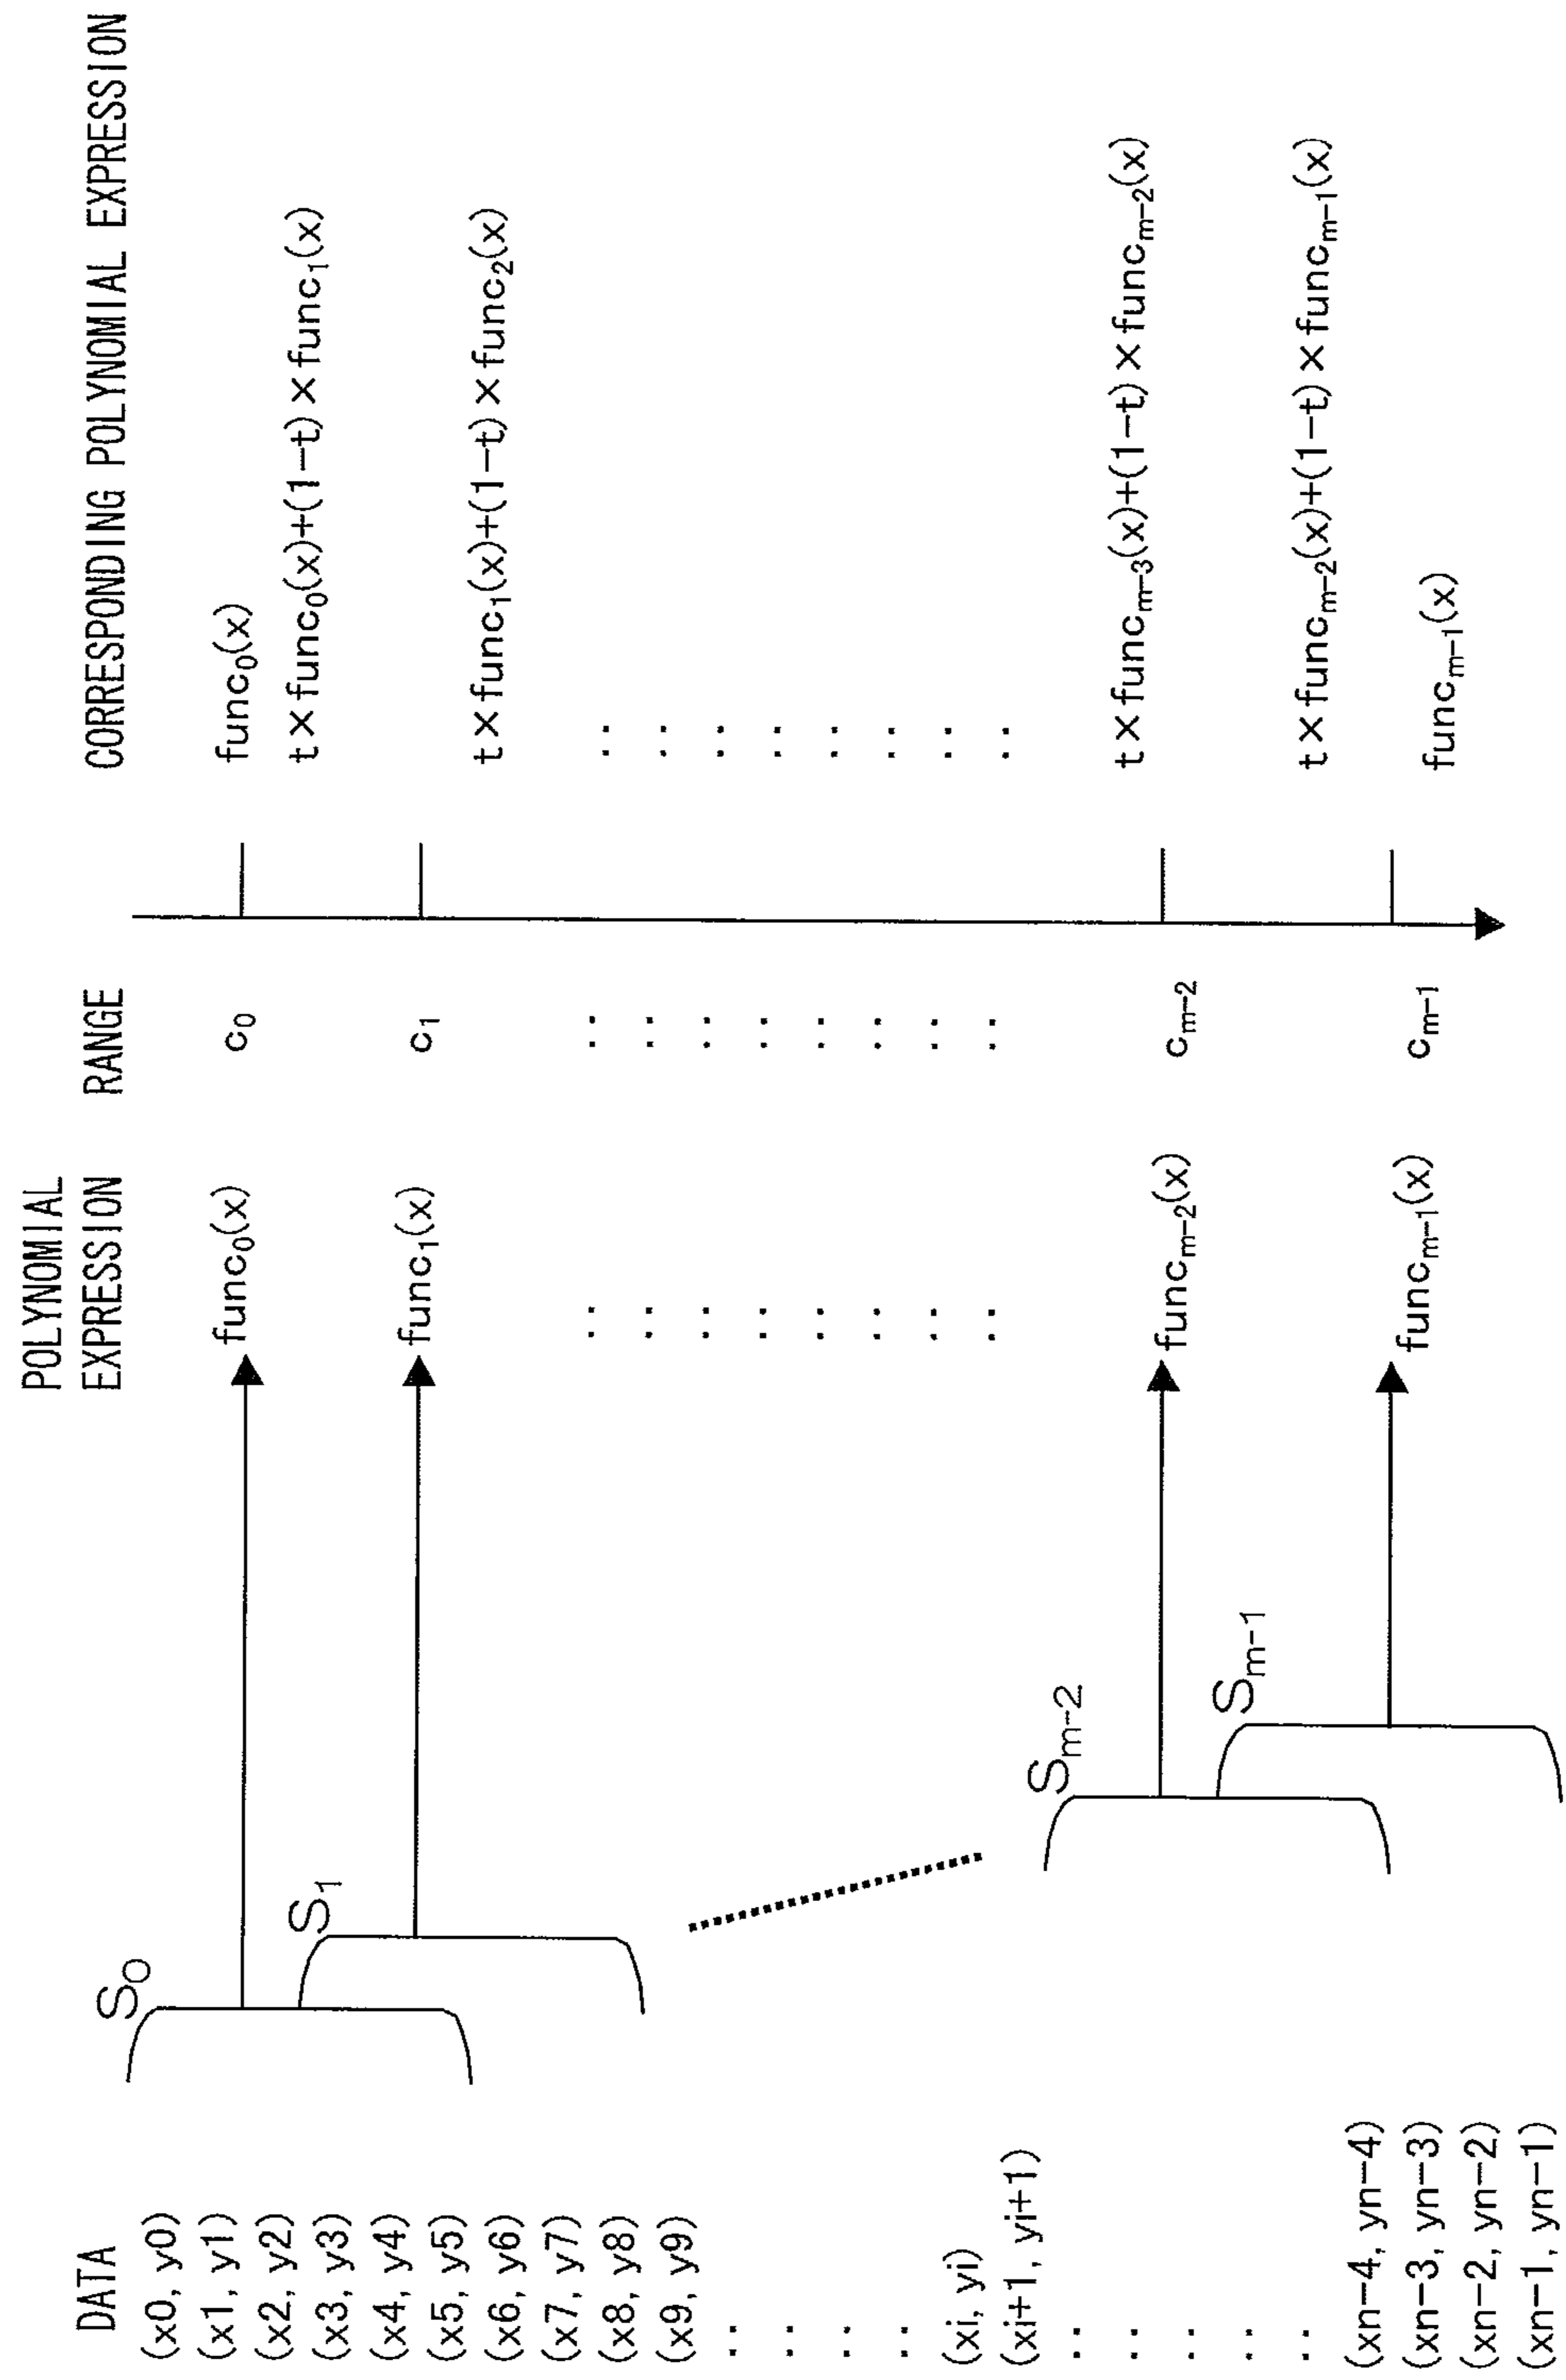 DATA
(x0, y0)
(x1, y1)
(x2, y2)
(x3, y3)
(x4, y4)
(x5, y5)
(x6, y6)
(x7, y7)
(x8, y8)
(x9, y9)
: : : :
(xi, yi)
(xi+1, yi+1)
: : : : :
(xn-4, yn-4)
(xn-3, yn-3)
(xn-2, yn-2)
(xn-1, yn-1)
S0
S1
Sm-2
Sm-1
POLYNOMIAL
EXPRESSION
func0(x)
func1(x)
: : : : : : : :
funcm-2(x)
funcm-1(x)
RANGE
c0
c1
: : : : : : : :
cm-2
cm-1
CORRESPONDING POLYNOMIAL EXPRESSION
func0(x)
t×func0(x)+(1-t)×func1(x)
t×func1(x)+(1-t)×func2(x)
: : : : : : : :
t×funcm-3(x)+(1-t)×funcm-2(x)
t×funcm-2(x)+(1-t)×funcm-1(x)
funcm-1(x)